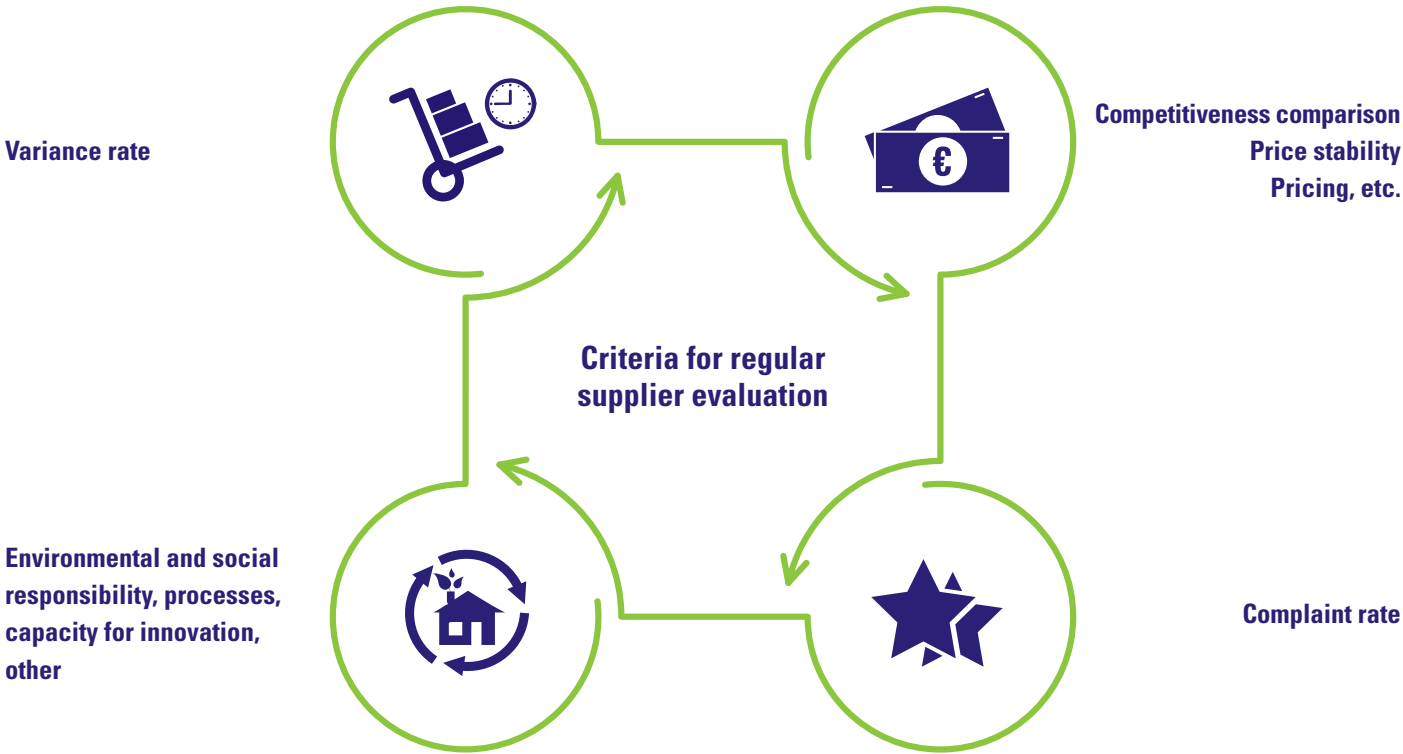 Variance rate
Competitiveness comparison
Price stability
Pricing, etc.
€
Criteria for regular
supplier evaluation
Environmental and social
responsibility, processes,
capacity for innovation,
other
Complaint rate